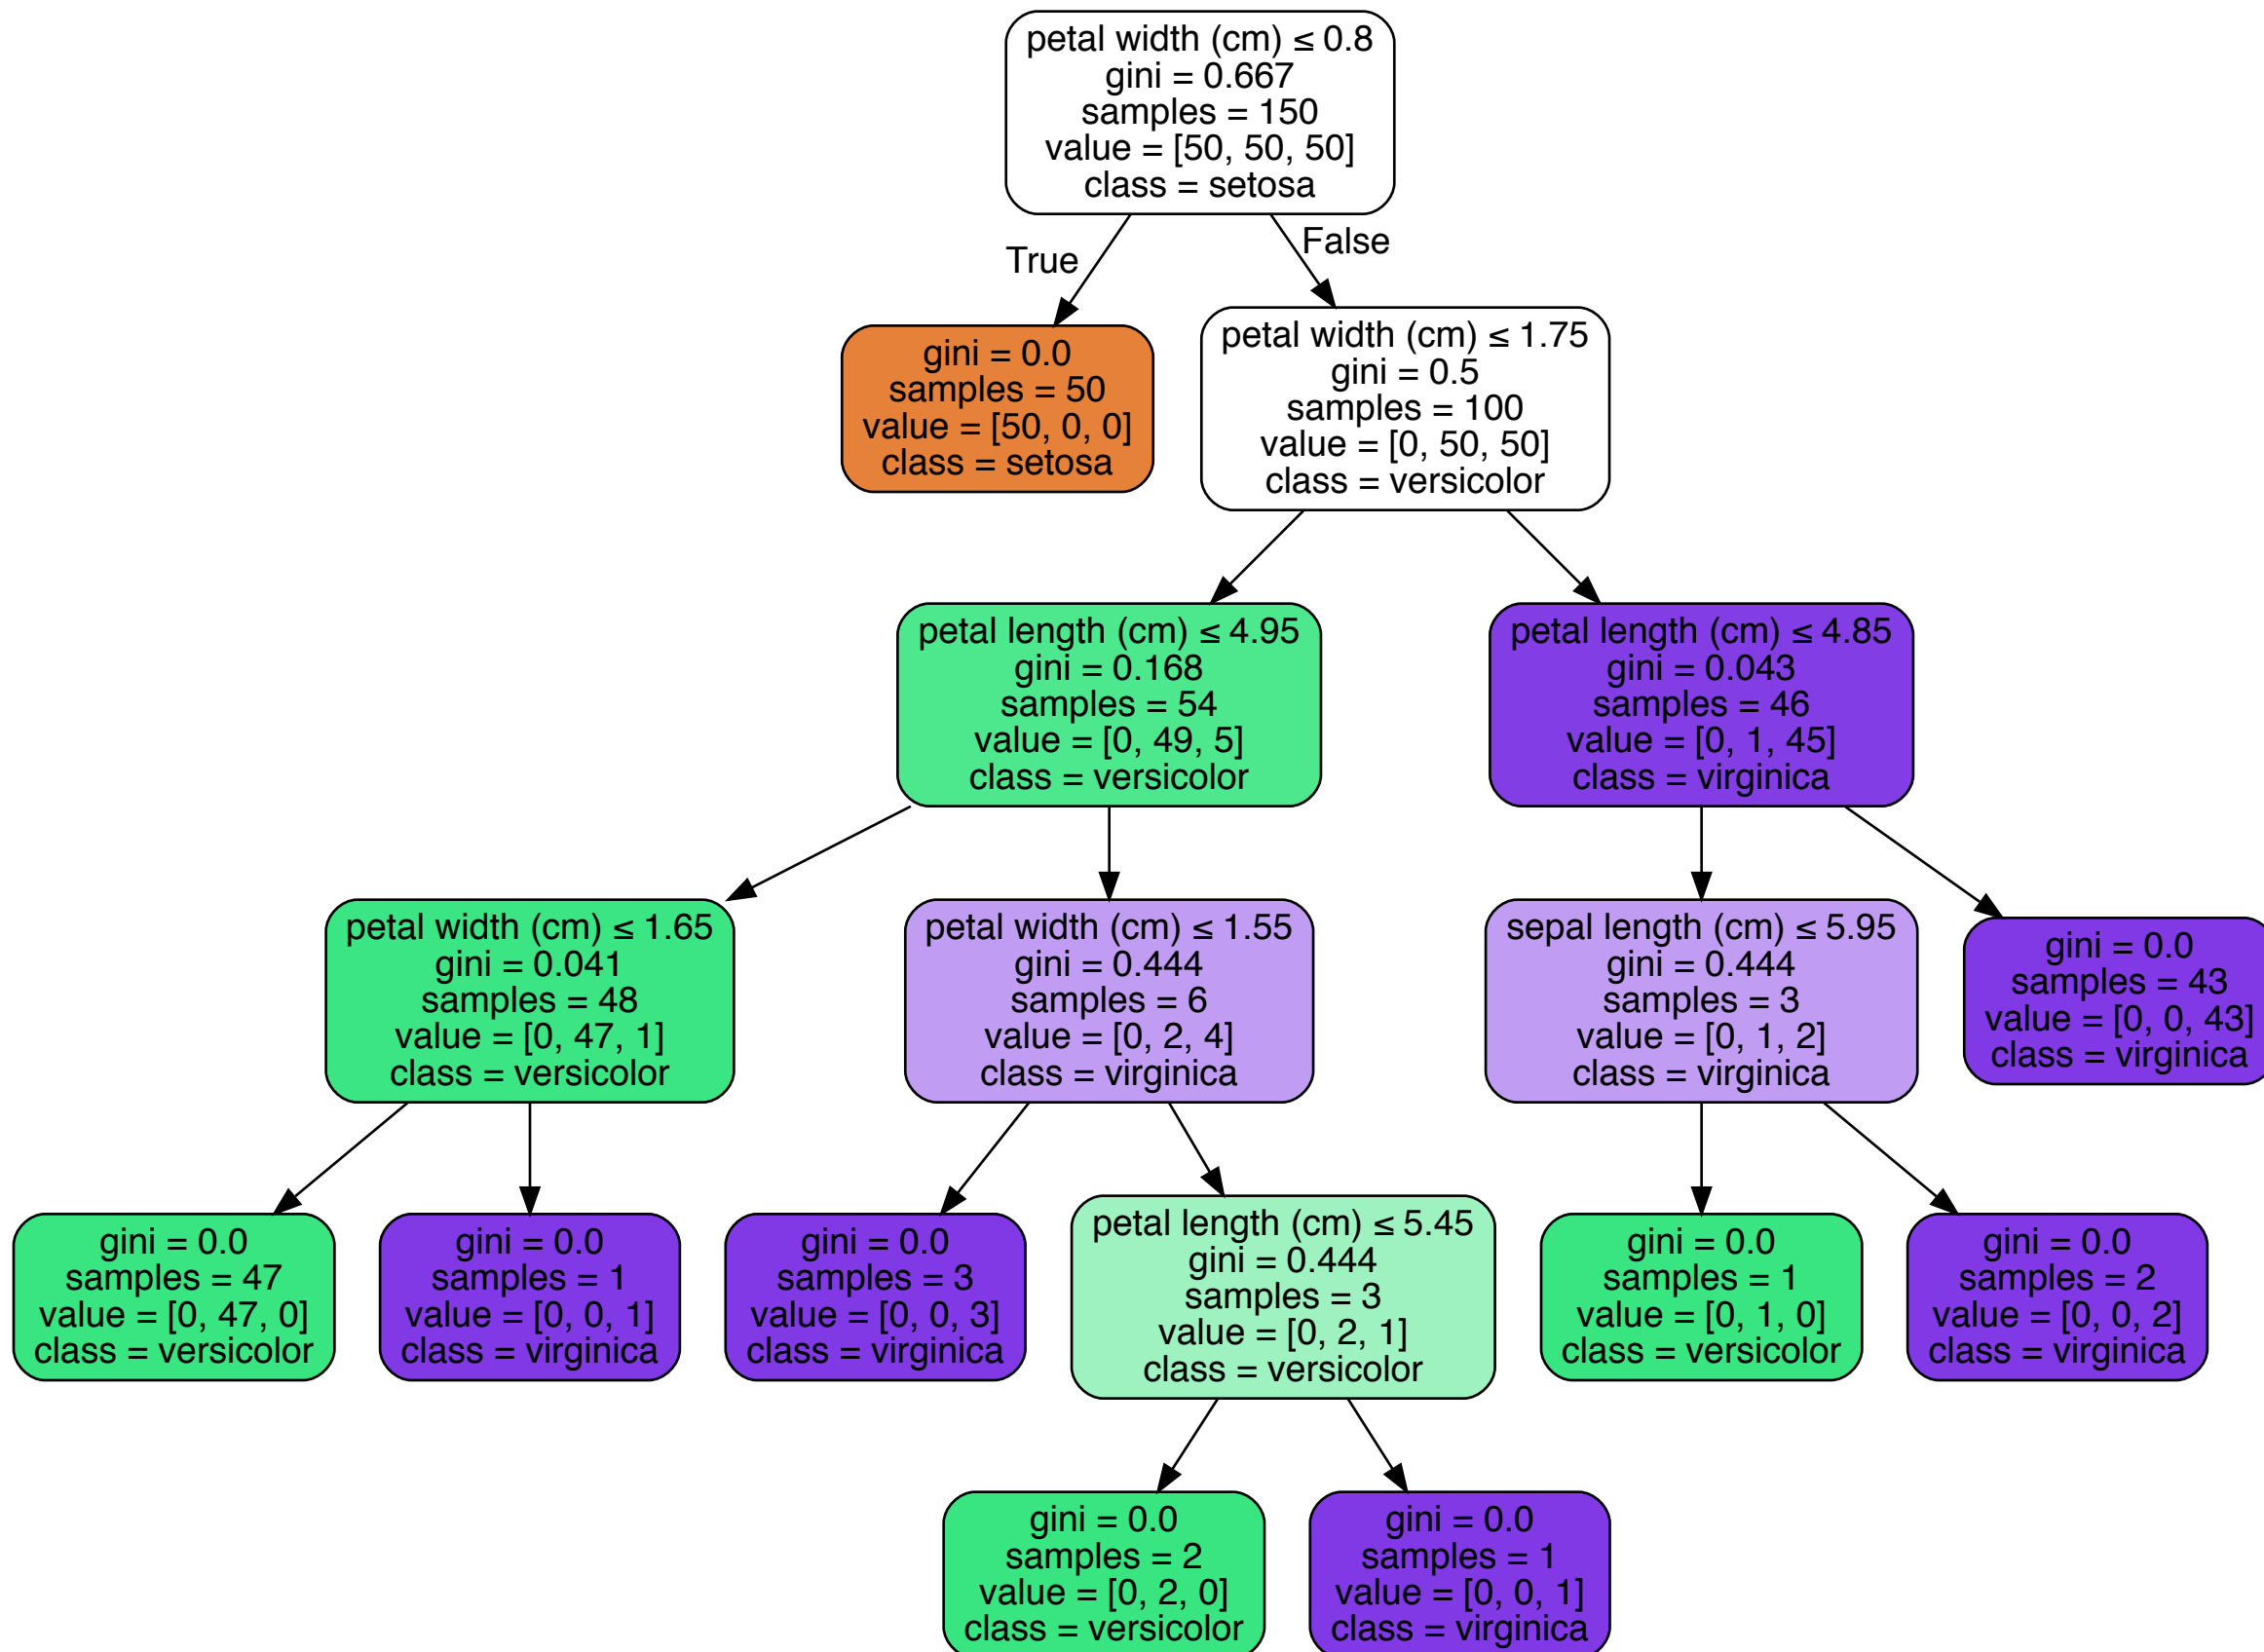 petal width (cm) ≤ 0.8
gini = 0.667
samples = 150
value = [50, 50, 50]
class = setosa
True
False
gini = 0.0
samples = 50
value = [50, 0, 0]
class = setosa
petal width (cm) ≤ 1.75
gini = 0.5
samples = 100
value = [0, 50, 50]
class = versicolor
petal length (cm) ≤ 4.95
gini = 0.168
samples = 54
value = [0, 49, 5]
class = versicolor
petal length (cm) ≤ 4.85
gini = 0.043
samples = 46
value = [0, 1, 45]
class = virginica
petal width (cm) ≤ 1.65
gini = 0.041
samples = 48
value = [0, 47, 1]
class = versicolor
petal width (cm) ≤ 1.55
gini = 0.444
samples = 6
value = [0, 2, 4]
class = virginica
sepal length (cm) ≤ 5.95
gini = 0.444
samples = 3
value = [0, 1, 2]
class = virginica
gini = 0.0
samples = 43
value = [0, 0, 43]
class = virginica
gini = 0.0
samples = 47
value = [0, 47, 0]
class = versicolor
gini = 0.0
samples = 1
value = [0, 0, 1]
class = virginica
gini = 0.0
samples = 3
value = [0, 0, 3]
class = virginica
petal length (cm) ≤ 5.45
gini = 0.444
samples = 3
value = [0, 2, 1]
class = versicolor
gini = 0.0
samples = 1
value = [0, 1, 0]
class = versicolor
gini = 0.0
samples = 2
value = [0, 0, 2]
class = virginica
gini = 0.0
samples = 2
value = [0, 2, 0]
class = versicolor
gini = 0.0
samples = 1
value = [0, 0, 1]
class = virginica